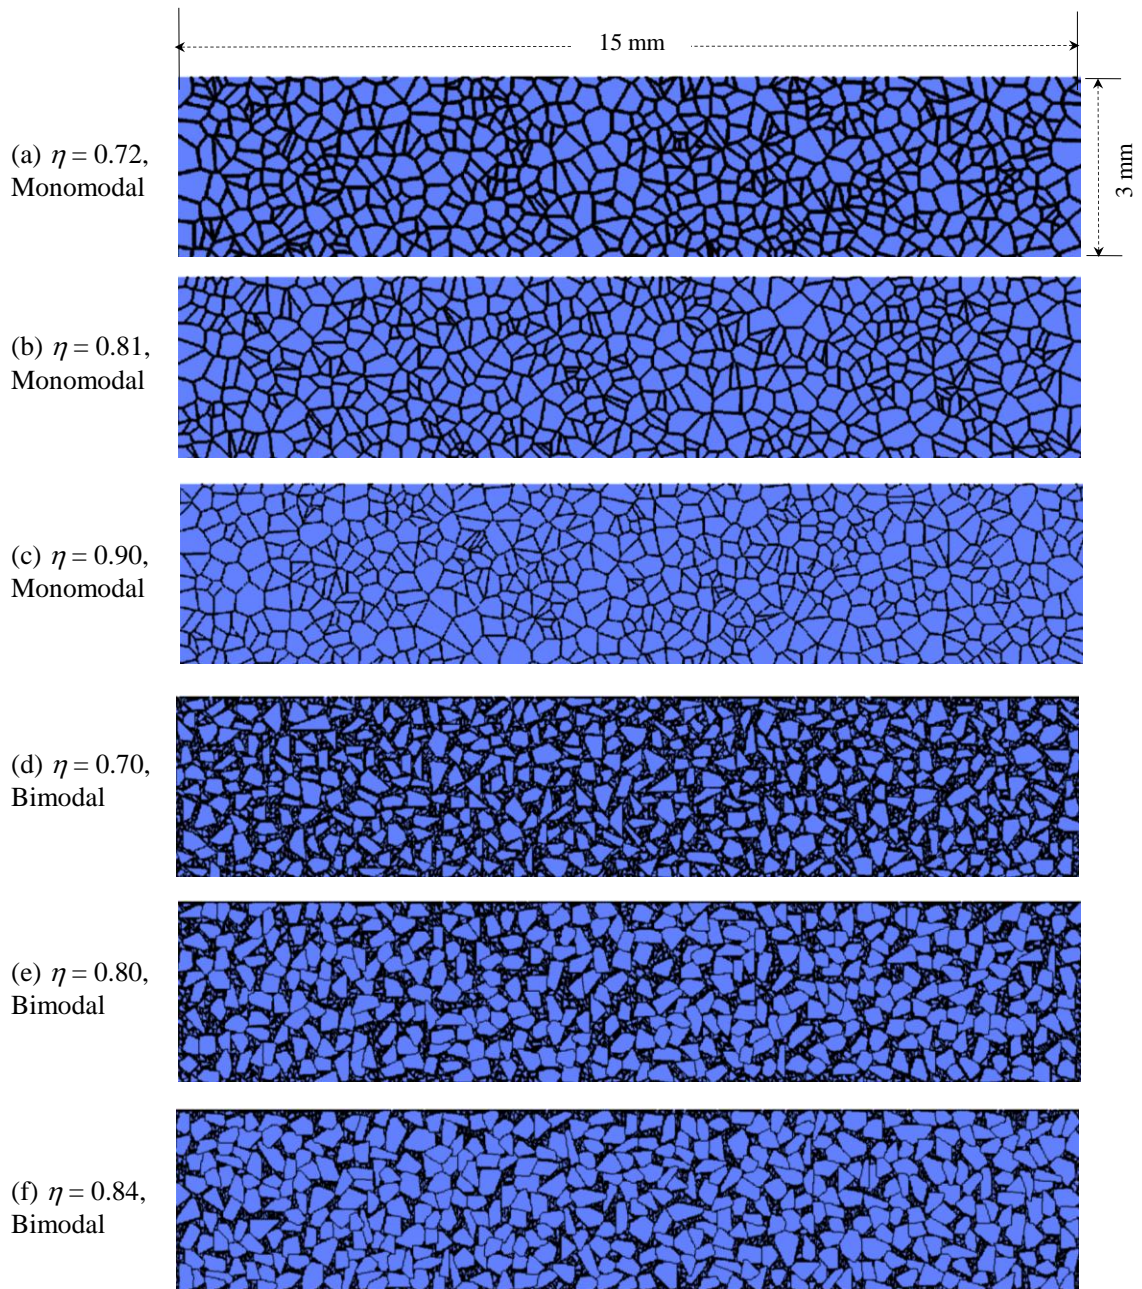 15 mm
3 mm
(a) η = 0.72,
Monomodal
(b) η = 0.81,
Monomodal
(c) η = 0.90,
Monomodal
(d) η = 0.70,
Bimodal
(e) η = 0.80,
Bimodal
(f) η = 0.84,
Bimodal